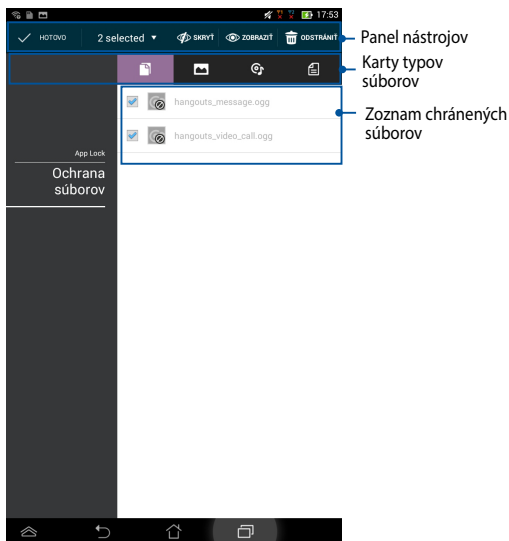 17:53
HOTOVO 2 selected SKRYŤ ZOBRAZIŤ ODSTRÁNIŤ
Panel nástrojov
Karty typov
súborov
hangouts_message.ogg
Zoznam chránených
súborov
hangouts_video_call.ogg
App Lock
Ochrana
súborov